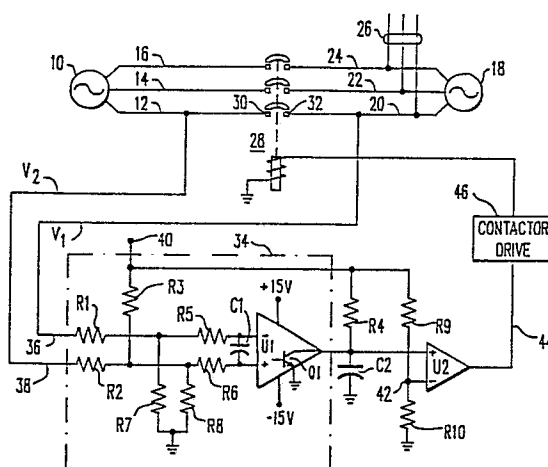 26
16
24
10
18
14
22
12
30
32
20
28
V2
46
V1
CONTACTOR
DRIVE
40
34
+15V
R3
R1
R5
C1
R4
R9
44
36
-
U1
+
Q1
+
U2
-
38
R2
R6
C2
42
R7
R8
-15V
R10